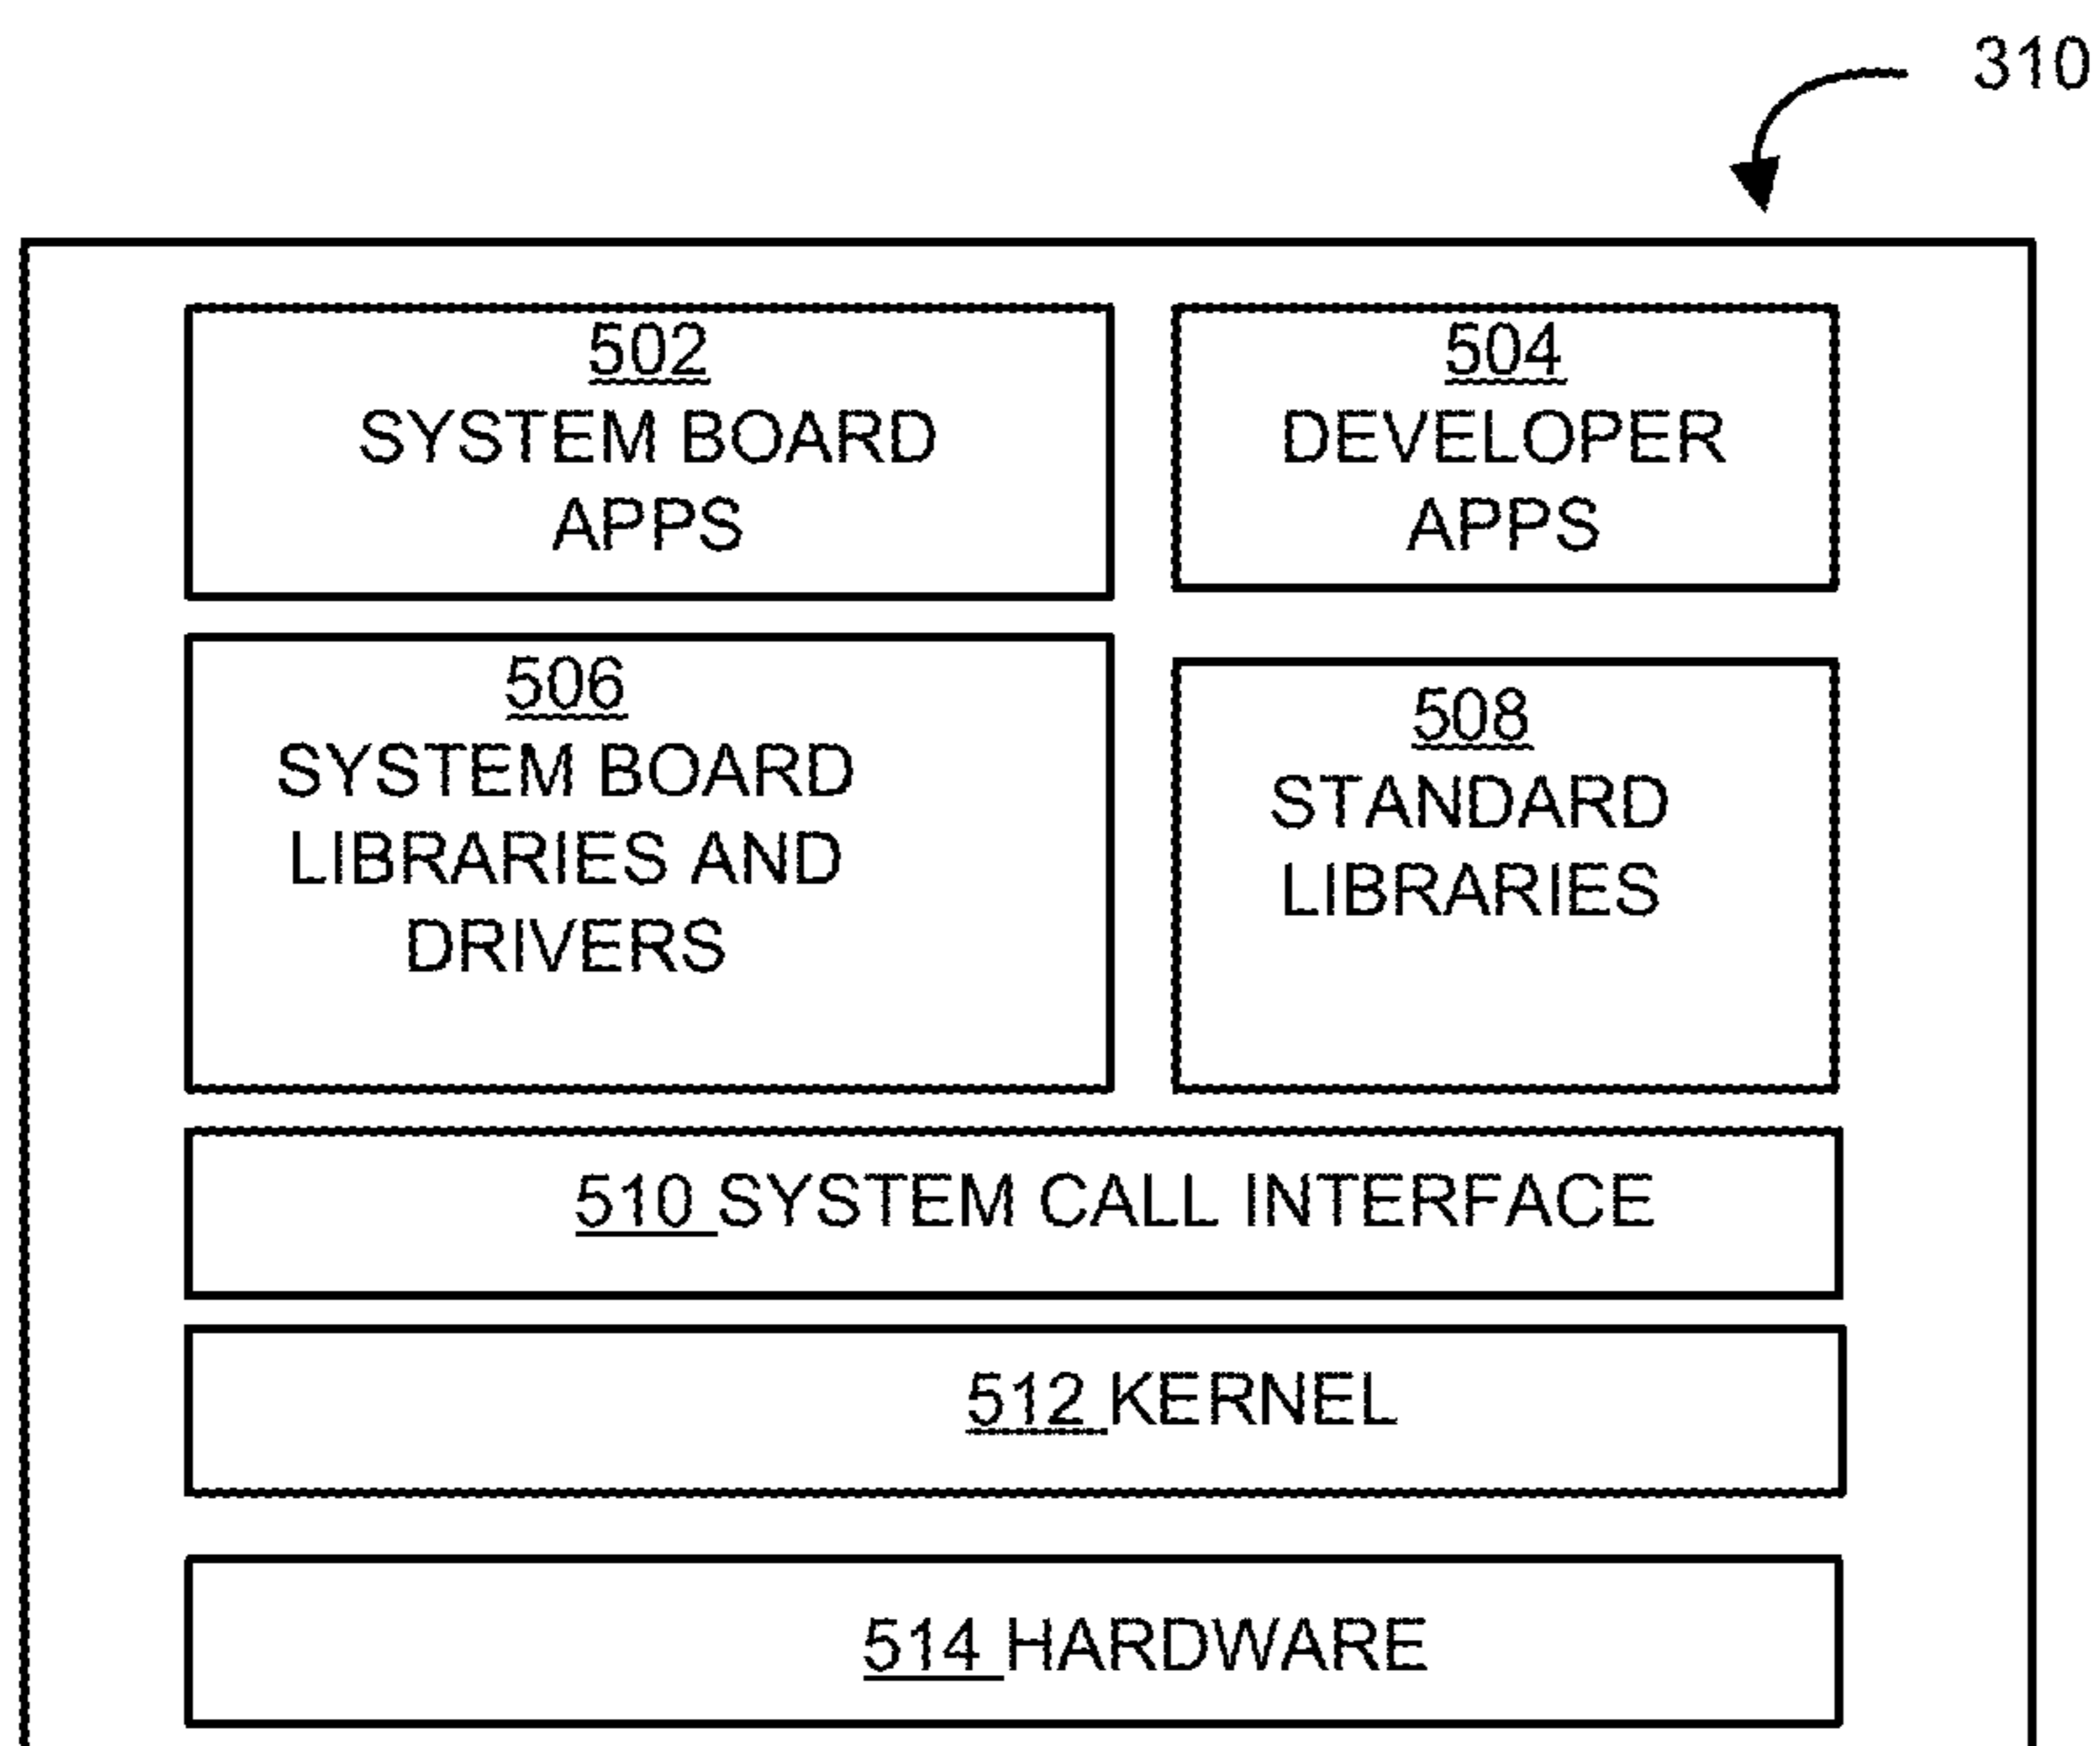 310
502
SYSTEM BOARD
APPS
504
DEVELOPER
APPS
506
SYSTEM BOARD
LIBRARIES AND
DRIVERS
508
STANDARD
LIBRARIES
510 SYSTEM CALL INTERFACE
512 KERNEL
514 HARDWARE